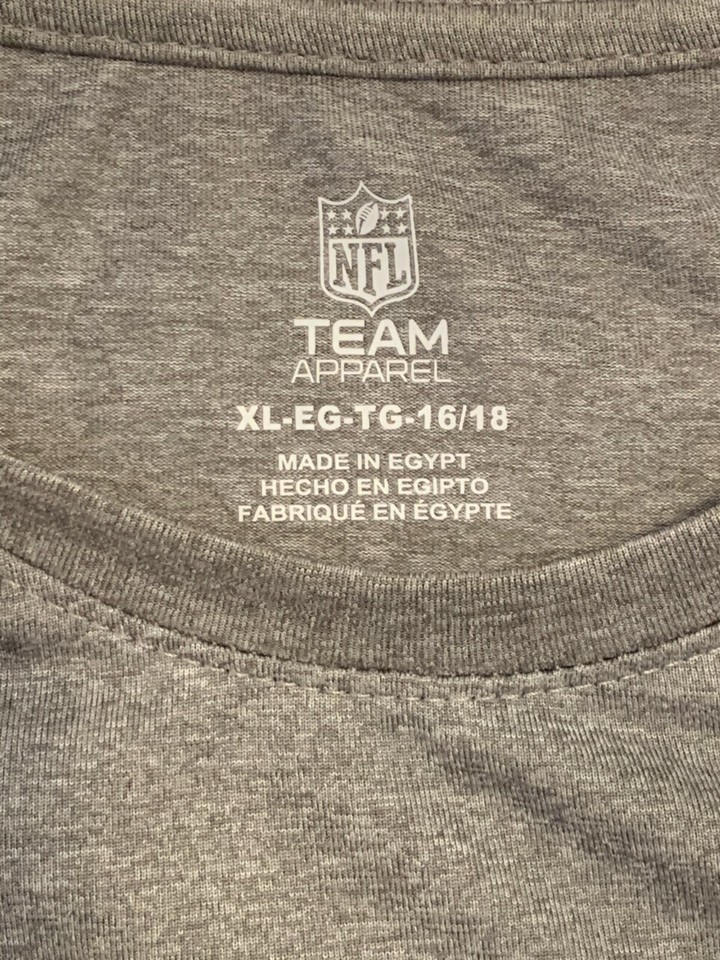 NFL
TEAM
APPAREL
XL-EG-TG-16/18
MADE IN EGYPT
HECHO EN EGIPTO
FABRIQUÉ EN ÉGYPTE